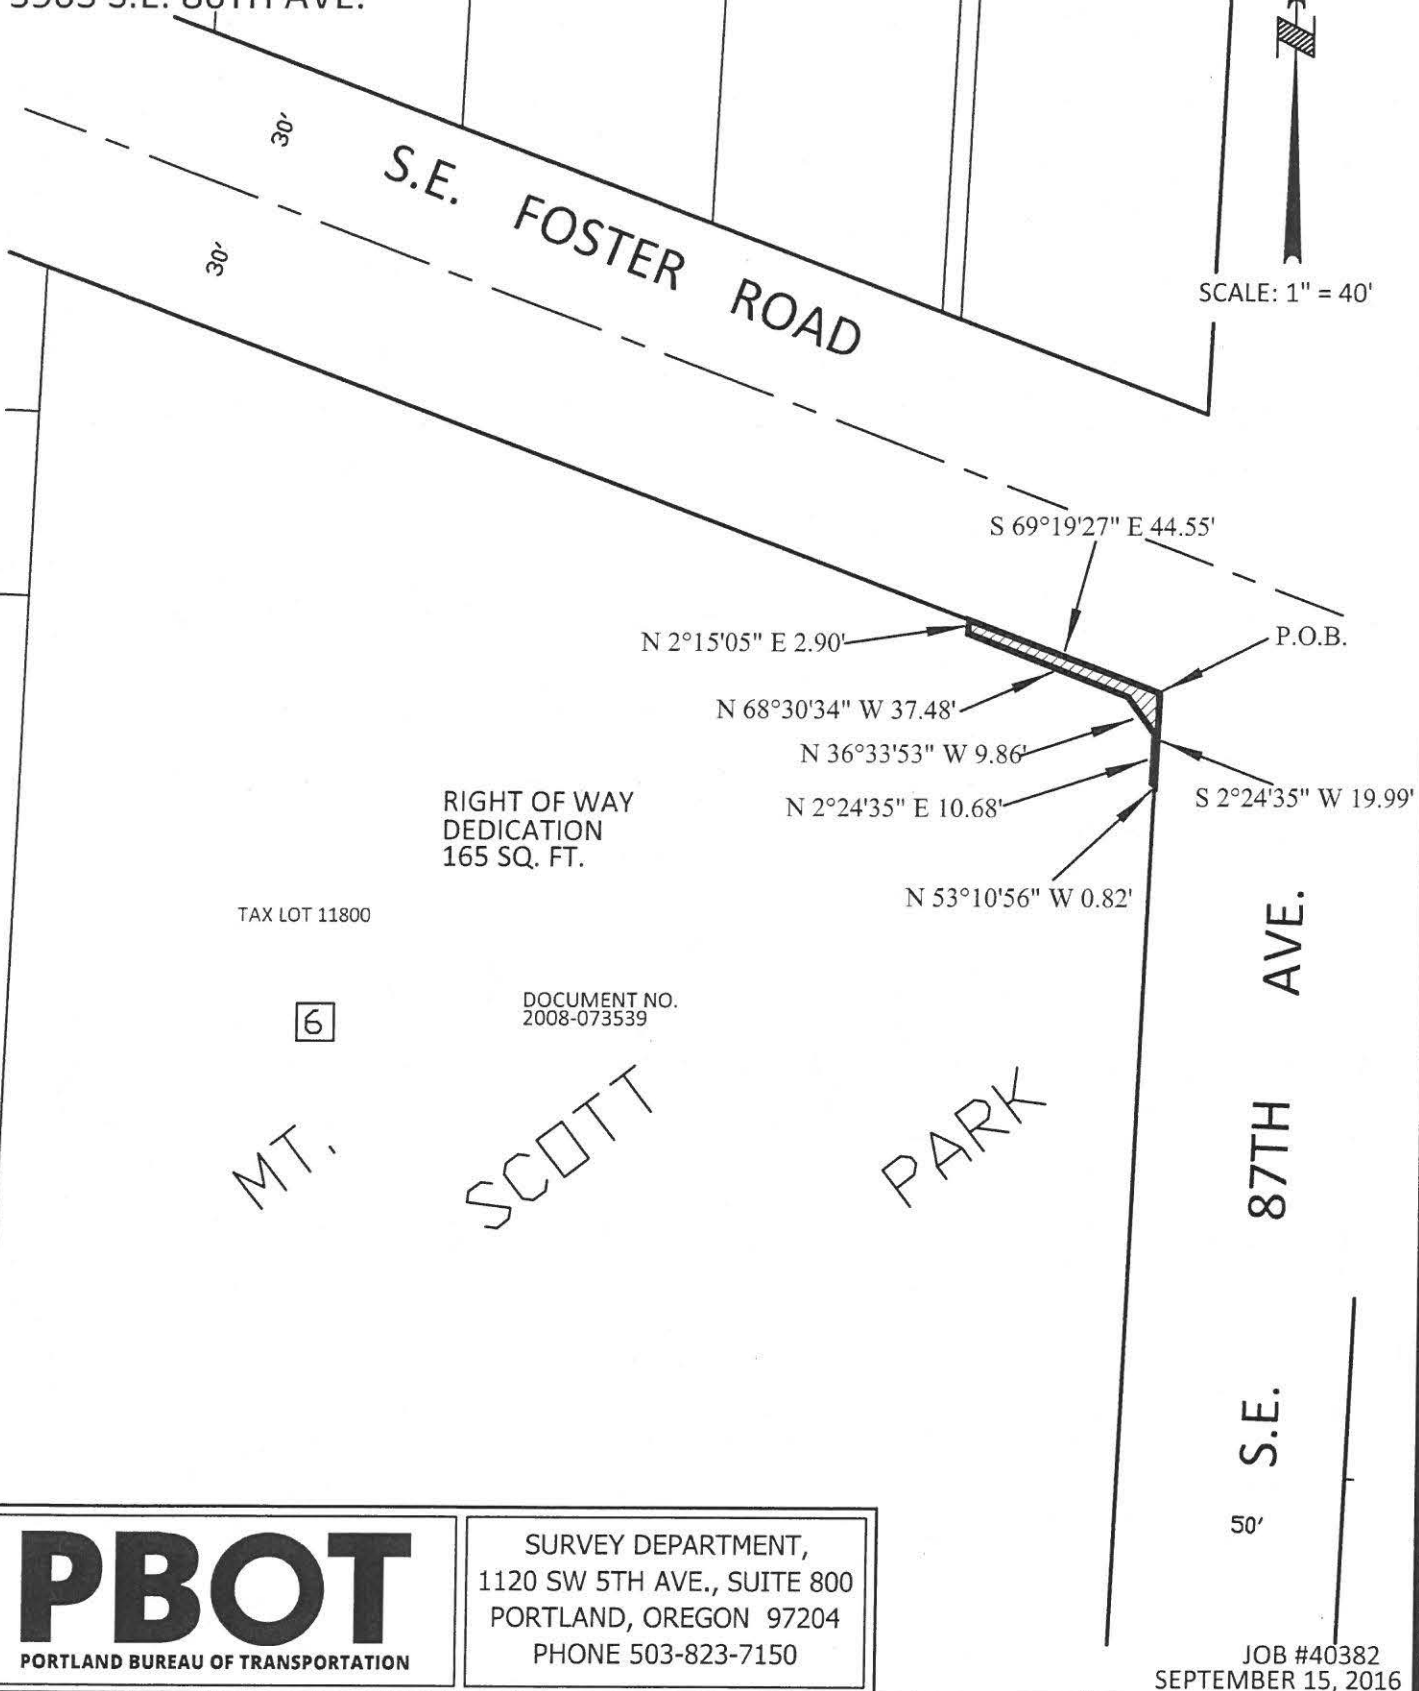 S.E. 86TH AVE.
30'
30'
S.E. FOSTER ROAD
SCALE: 1" = 40'
S 69°19'27" E 44.55'
N 2°15'05" E 2.90'
P.O.B.
N 68°30'34" W 37.48'
N 36°33'53" W 9.86'
N 2°24'35" E 10.68'
S 2°24'35" W 19.99'
N 53°10'56" W 0.82'
RIGHT OF WAY
DEDICATION
165 SQ. FT.
TAX LOT 11800
6
DOCUMENT NO.
2008-073539
MT. SCOTT PARK
S.E. 87TH AVE.
50'
PBOT
PORTLAND BUREAU OF TRANSPORTATION
SURVEY DEPARTMENT,
1120 SW 5TH AVE., SUITE 800
PORTLAND, OREGON 97204
PHONE 503-823-7150
JOB #40382
SEPTEMBER 15, 2016